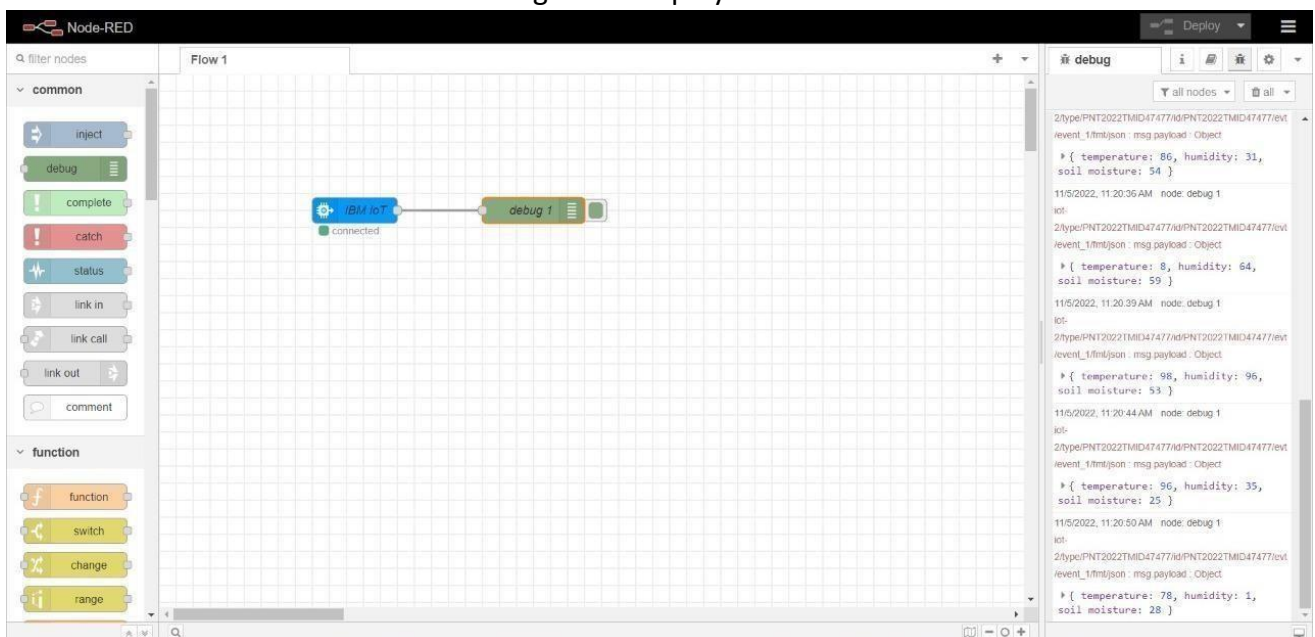 Node-RED
Deploy
filter nodes
Flow 1
debug
i
all nodes
all
common
inject
debug
complete
catch
status
link in
link call
link out
comment
function
function
switch
change
range
IBM IoT
connected
debug 1
2/type/PNT2022TMID47477/id/PNT2022TMID47477/evt
/event_1/fmt/json : msg.payload : Object
{ temperature: 86, humidity: 31,
soil moisture: 54 }
11/5/2022, 11:20:36 AM node: debug 1
iot-
2/type/PNT2022TMID47477/id/PNT2022TMID47477/evt
/event_1/fmt/json : msg.payload : Object
{ temperature: 8, humidity: 64,
soil moisture: 59 }
11/5/2022, 11:20:39 AM node: debug 1
iot-
2/type/PNT2022TMID47477/id/PNT2022TMID47477/evt
/event_1/fmt/json : msg.payload : Object
{ temperature: 98, humidity: 96,
soil moisture: 53 }
11/5/2022, 11:20:44 AM node: debug 1
iot-
2/type/PNT2022TMID47477/id/PNT2022TMID47477/evt
/event_1/fmt/json : msg.payload : Object
{ temperature: 96, humidity: 35,
soil moisture: 25 }
11/5/2022, 11:20:50 AM node: debug 1
iot-
2/type/PNT2022TMID47477/id/PNT2022TMID47477/evt
/event_1/fmt/json : msg.payload : Object
{ temperature: 78, humidity: 1,
soil moisture: 28 }